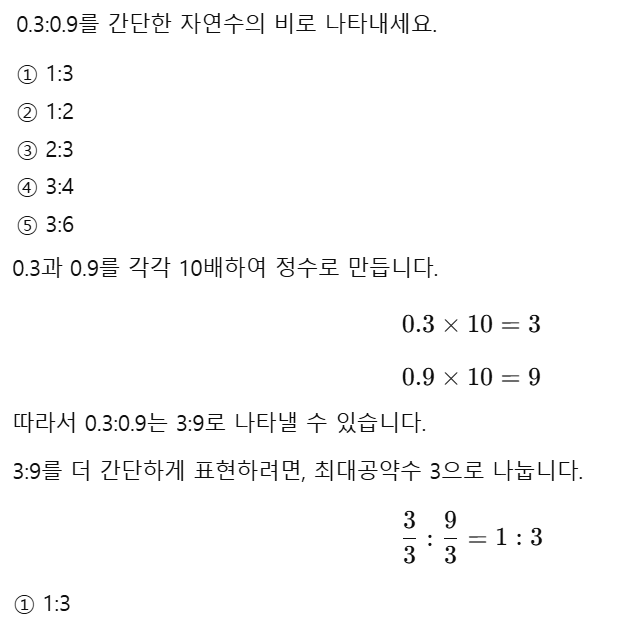 0.3:0.9를 간단한 자연수의 비로 나타내세요.
① 1:3
② 1:2
③ 2:3
④ 3:4
⑤ 3:6
0.3과 0.9를 각각 10배하여 정수로 만듭니다.
0.3 × 10 = 3
0.9 × 10 = 9
따라서 0.3:0.9는 3:9로 나타낼 수 있습니다.
3:9를 더 간단하게 표현하려면, 최대공약수 3으로 나눕니다.
3/3 : 9/3 = 1 : 3
① 1:3